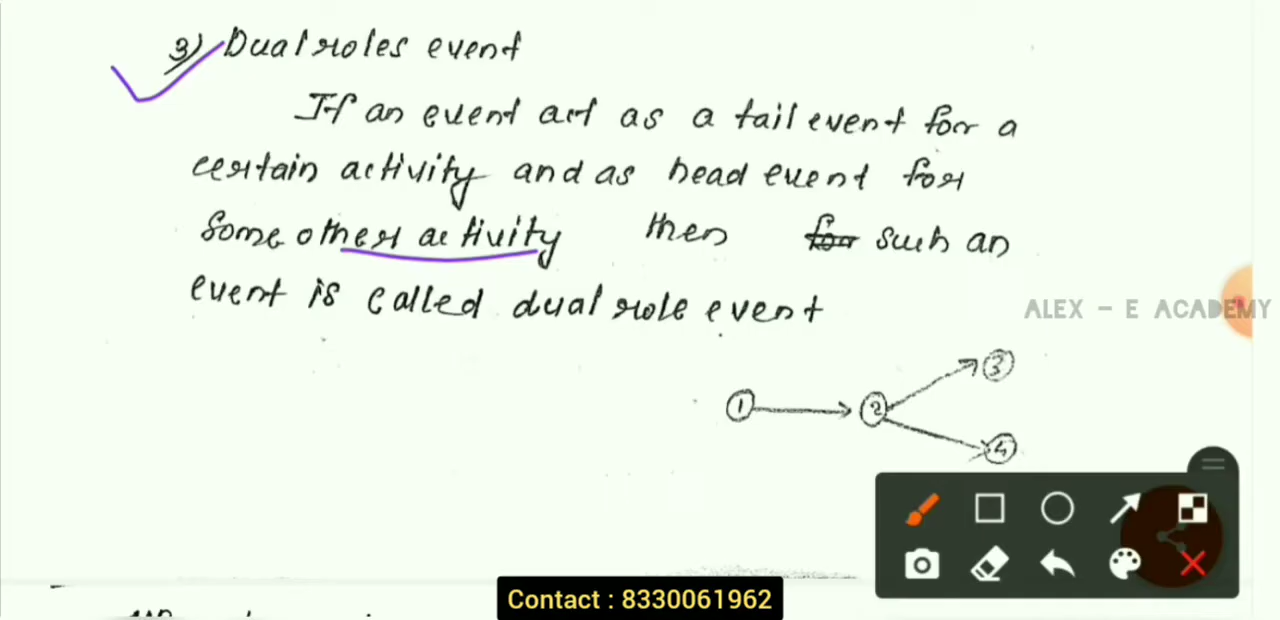 3) Dual roles event
If an event act as a tail event for a
certain activity and as head event for
some other activity then for such an
event is called dual role event
ALEX - E ACADEMY
1
2
3
4
Contact : 8330061962